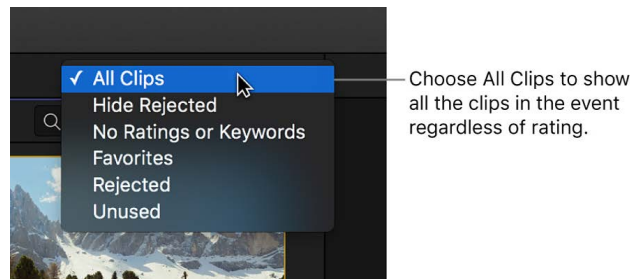 ✓ All Clips
Hide Rejected
No Ratings or Keywords
Favorites
Rejected
Unused
Choose All Clips to show
all the clips in the event
regardless of rating.